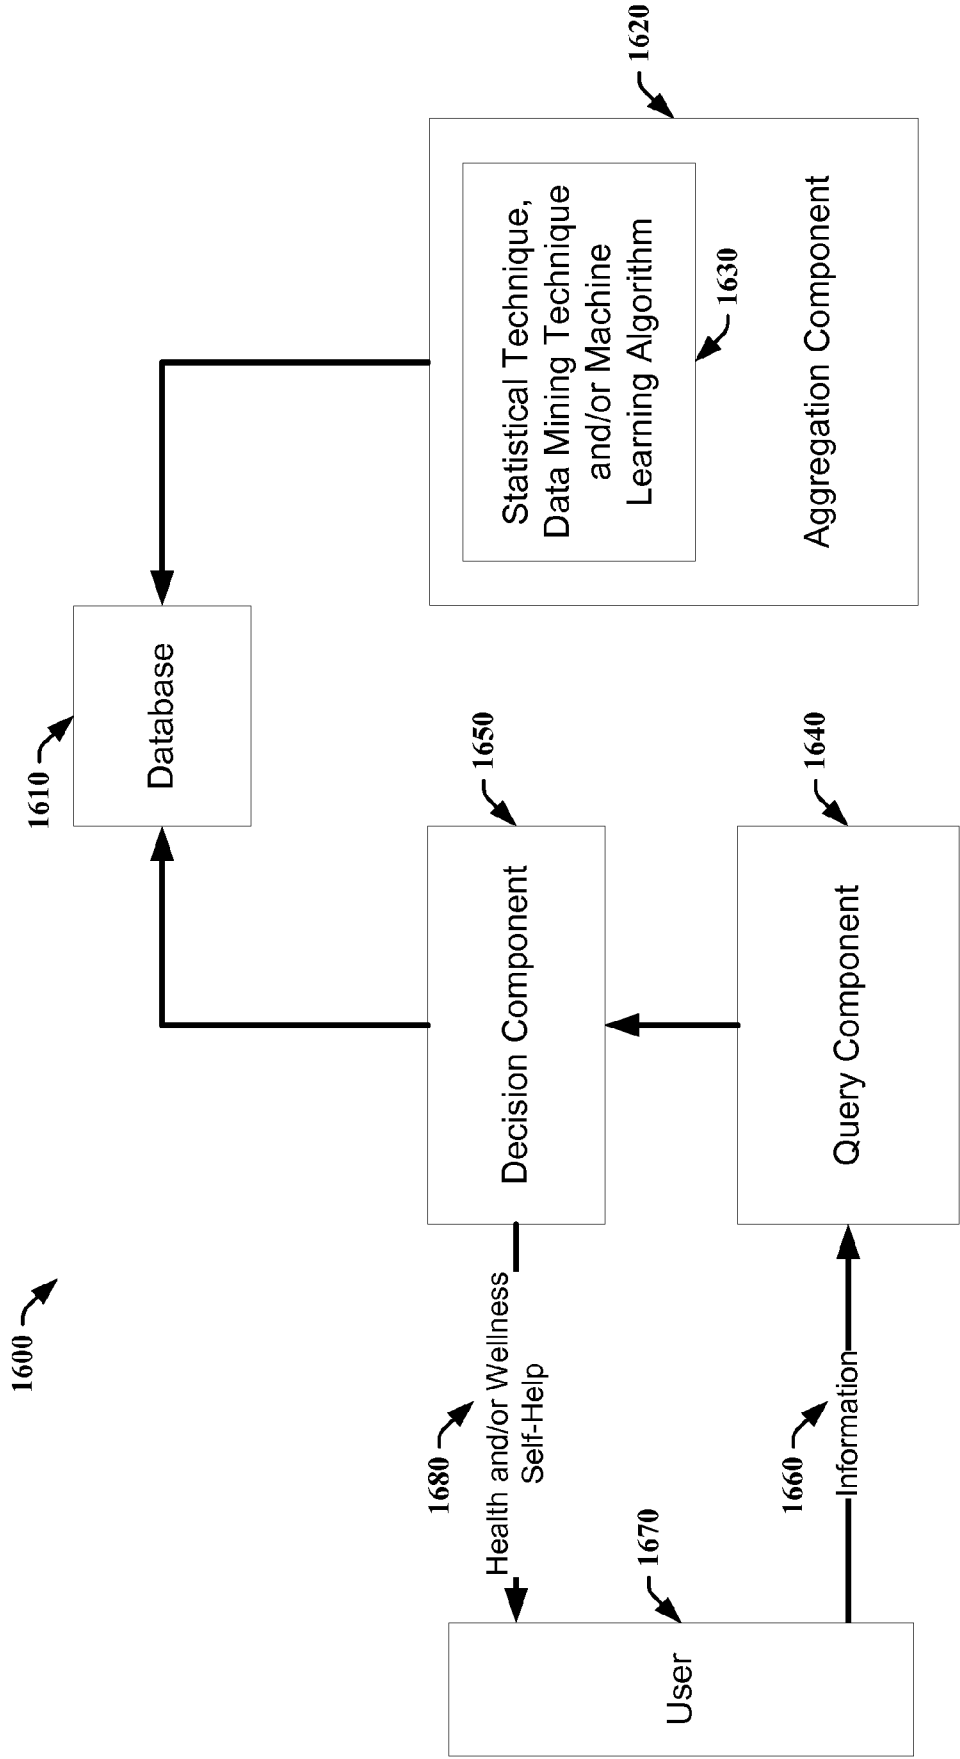 1600
1610
Database
1620
Statistical Technique,
Data Mining Technique
and/or Machine
Learning Algorithm
1630
Aggregation Component
1650
Decision Component
1680
Health and/or Wellness
Self-Help
1640
Query Component
1660
Information
1670
User